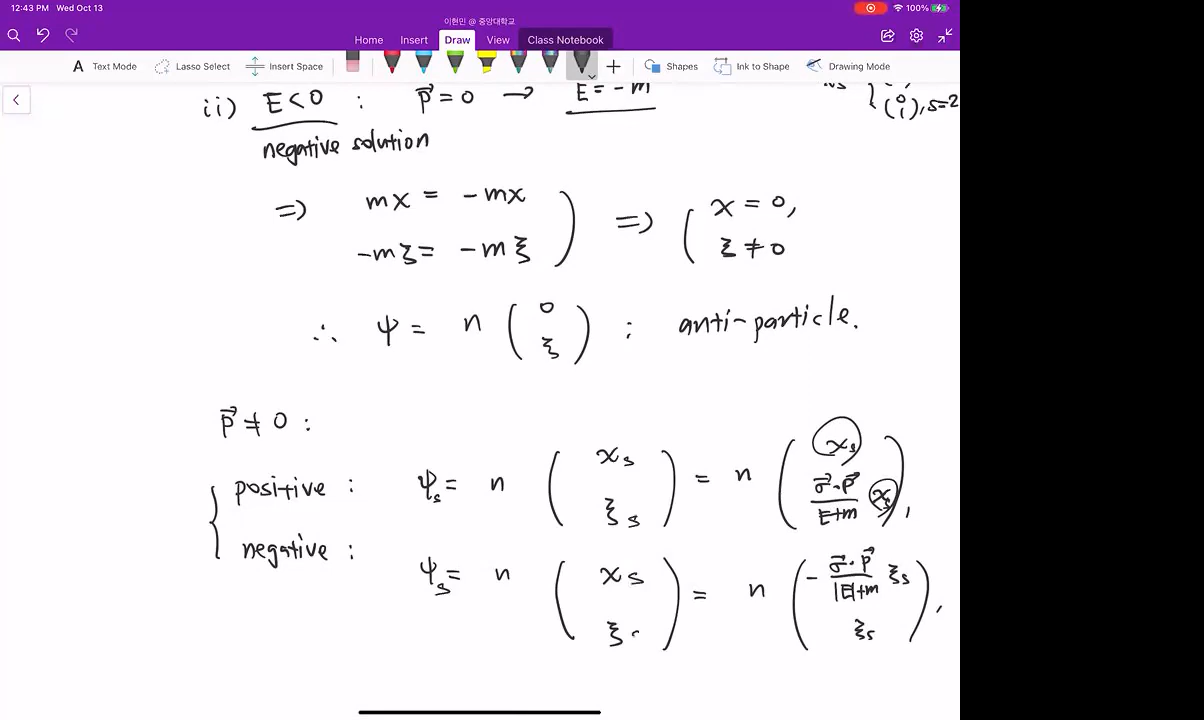 12:43 PM Wed Oct 13
100%
이현민 @ 중앙대학교
Home Insert Draw View Class Notebook
Text Mode Lasso Select Insert Space Shapes Ink to Shape Drawing Mode
ii) E < 0 : p⃗ = 0 → E = -m
( 0 1 ), s=2
negative solution
⇒ mχ = -mχ ⇒ χ = 0,
-mξ = -mξ ξ ≠ 0
∴ ψ = n ( 0 ξ ) : anti-particle.
p⃗ ≠ 0 :
positive : ψs = n ( χs ξs ) = n ( χs σ⃗·p⃗/(E+m) χs ),
negative : ψs = n ( χs ξ ) = n ( - σ⃗·p⃗/(|E|+m) ξs ξs ),